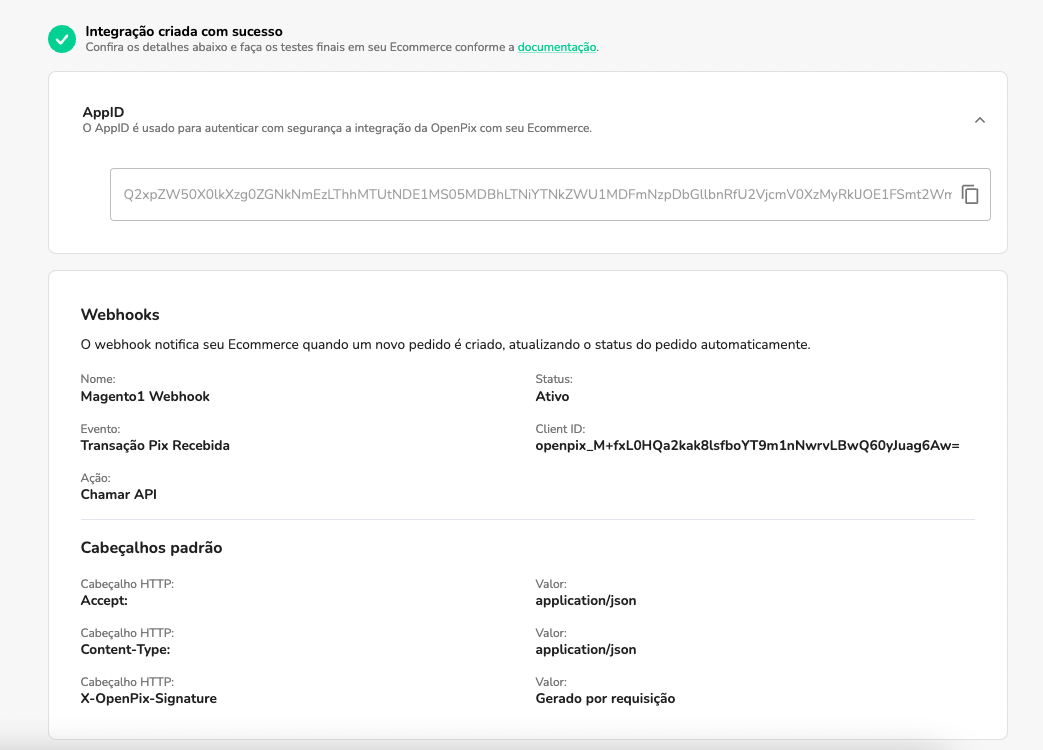 Integração criada com sucesso
Confira os detalhes abaixo e faça os testes finais em seu Ecommerce conforme a documentação.
AppID
O AppID é usado para autenticar com segurança a integração da OpenPix com seu Ecommerce.
Q2xpZW50X0lkXzg0ZGNkNmEzLThhMTUtNDE1MS05MDBhLTNiYTNkZWU1MDFmNzpDbGllbnRfU2VjcmV0XzMyRklJOE1FSmt2Wm
Webhooks
O webhook notifica seu Ecommerce quando um novo pedido é criado, atualizando o status do pedido automaticamente.
Nome:
Magento1 Webhook
Status:
Ativo
Evento:
Transação Pix Recebida
Client ID:
openpix_M+fxL0HQa2kak8lsfboYT9m1nNwrvLBwQ60yJuag6Aw=
Ação:
Chamar API
Cabeçalhos padrão
Cabeçalho HTTP:
Accept:
Valor:
application/json
Cabeçalho HTTP:
Content-Type:
Valor:
application/json
Cabeçalho HTTP:
X-OpenPix-Signature
Valor:
Gerado por requisição